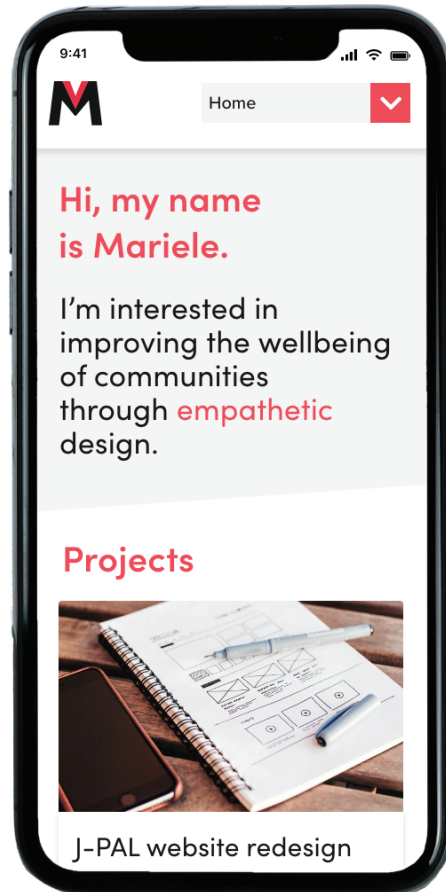 9:41
M
Home
Hi, my name
is Mariele.
I’m interested in
improving the wellbeing
of communities
through empathetic
design.
Projects
J-PAL website redesign